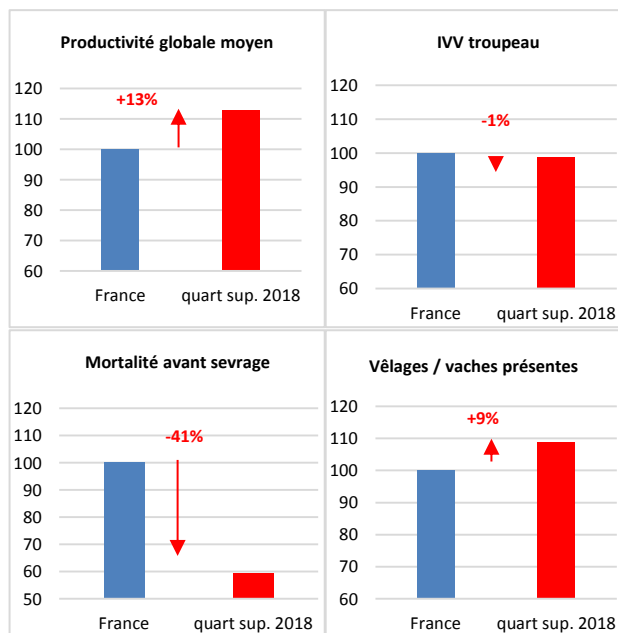 Productivité globale moyen
120
110
100
90
80
70
60
+13%
France
quart sup. 2018
IVV troupeau
120
110
100
90
80
70
60
-1%
France
quart sup. 2018
Mortalité avant sevrage
120
110
100
90
80
70
60
50
-41%
France
quart sup. 2018
Vêlages / vaches présentes
120
110
100
90
80
70
60
+9%
France
quart sup. 2018